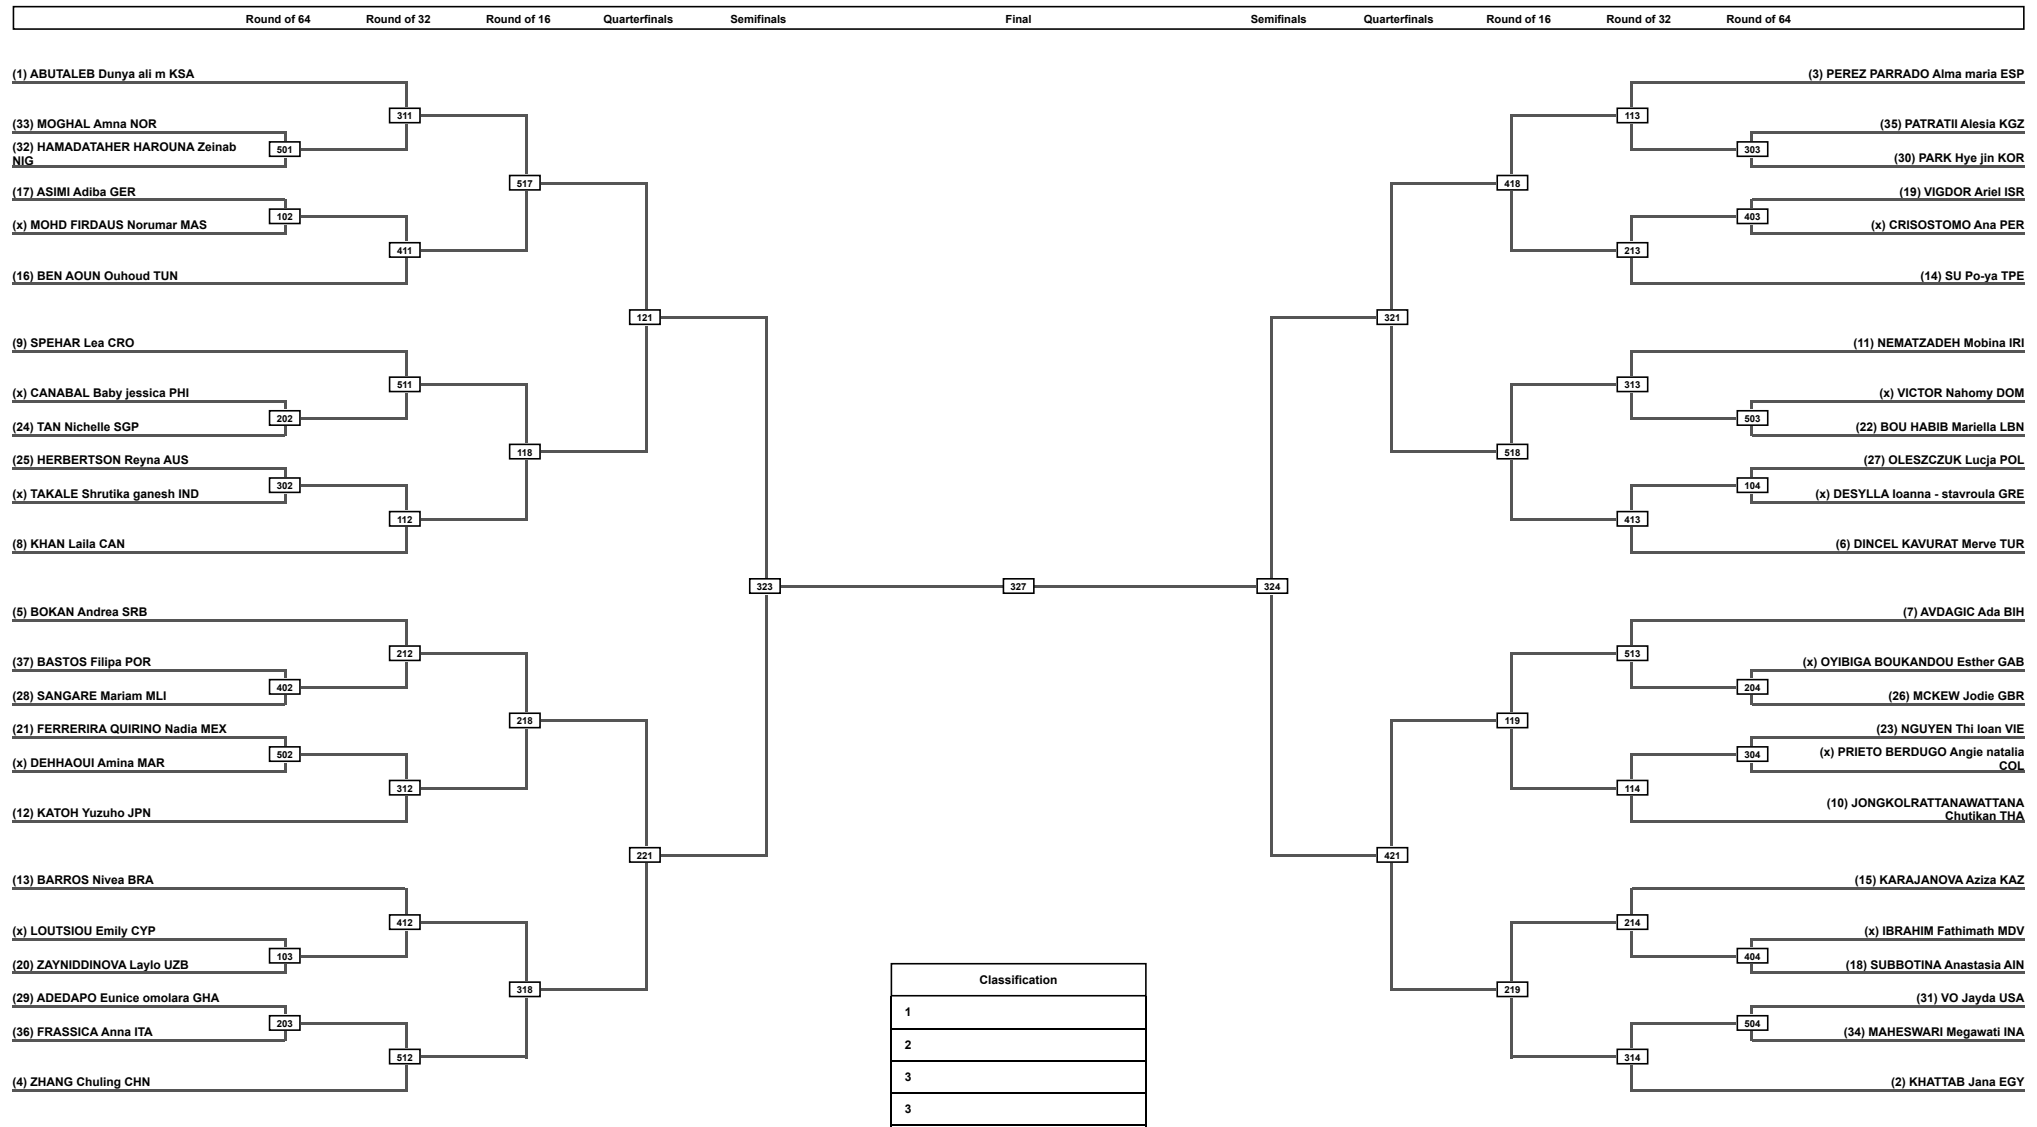 Round of 64 Round of 32 Round of 16 Quarterfinals Semifinals Final Semifinals Quarterfinals Round of 16 Round of 32 Round of 64
(1) ABUTALEB Dunya ali m KSA
311
(33) MOGHAL Amna NOR
501
(32) HAMADATAHER HAROUNA Zeinab
NIG
517
(17) ASIMI Adiba GER
102
(x) MOHD FIRDAUS Norumar MAS
411
(16) BEN AOUN Ouhoud TUN
121
(9) SPEHAR Lea CRO
511
(x) CANABAL Baby jessica PHI
202
(24) TAN Nichelle SGP
118
(25) HERBERTSON Reyna AUS
302
(x) TAKALE Shrutika ganesh IND
112
(8) KHAN Laila CAN
323
327
324
(5) BOKAN Andrea SRB
212
(37) BASTOS Filipa POR
402
(28) SANGARE Mariam MLI
218
(21) FERRERIRA QUIRINO Nadia MEX
502
(x) DEHHAOUI Amina MAR
312
(12) KATOH Yuzuho JPN
221
(13) BARROS Nivea BRA
412
(x) LOUTSIOU Emily CYP
103
(20) ZAYNIDDINOVA Laylo UZB
318
(29) ADEDAPO Eunice omolara GHA
203
(36) FRASSICA Anna ITA
512
(4) ZHANG Chuling CHN
(3) PEREZ PARRADO Alma maria ESP
113
(35) PATRATII Alesia KGZ
303
(30) PARK Hye jin KOR
418
(19) VIGDOR Ariel ISR
403
(x) CRISOSTOMO Ana PER
213
(14) SU Po-ya TPE
321
(11) NEMATZADEH Mobina IRI
313
(x) VICTOR Nahomy DOM
503
(22) BOU HABIB Mariella LBN
518
(27) OLESZCZUK Lucja POL
104
(x) DESYLLA Ioanna - stavroula GRE
413
(6) DINCEL KAVURAT Merve TUR
(7) AVDAGIC Ada BIH
513
(x) OYIBIGA BOUKANDOU Esther GAB
204
(26) MCKEW Jodie GBR
119
(23) NGUYEN Thi loan VIE
304
(x) PRIETO BERDUGO Angie natalia
COL
114
(10) JONGKOLRATTANAWATTANA
Chutikan THA
421
(15) KARAJANOVA Aziza KAZ
214
(x) IBRAHIM Fathimath MDV
404
(18) SUBBOTINA Anastasia AIN
219
(31) VO Jayda USA
504
(34) MAHESWARI Megawati INA
314
(2) KHATTAB Jana EGY
Classification
1
2
3
3